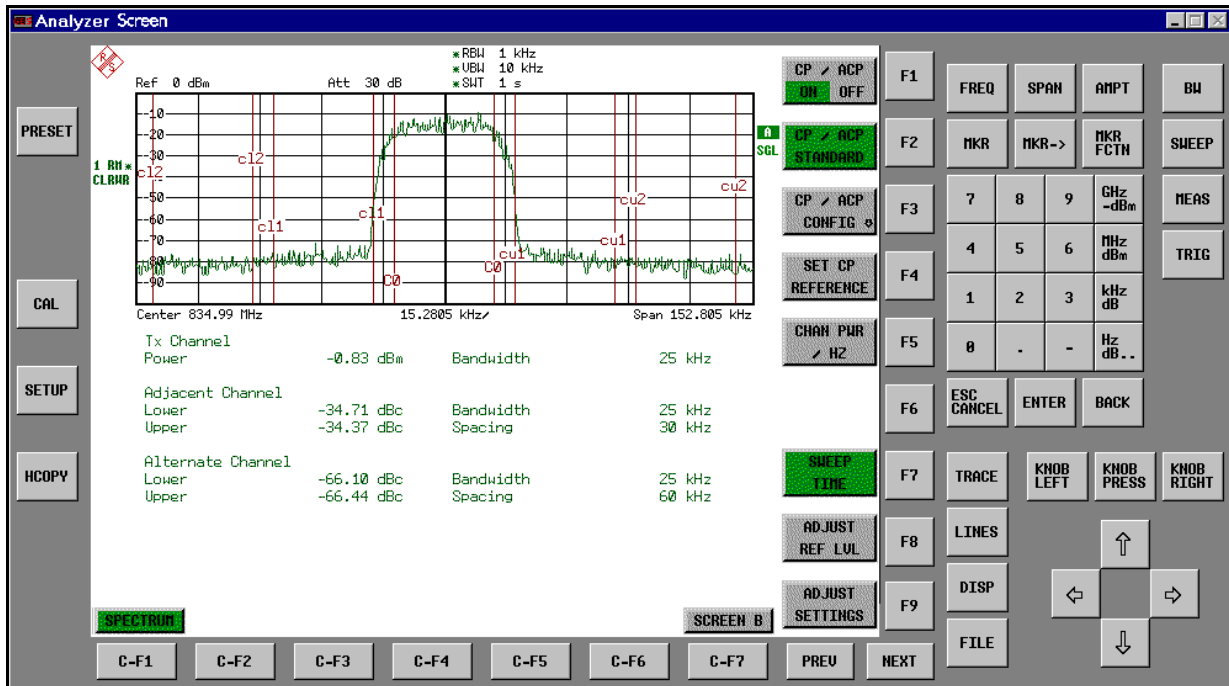 Analyzer Screen
R
S
*RBW 1 kHz
*VBW 10 kHz
Ref 0 dBm Att 30 dB *SWT 1 s
-10
-20
-30
-50
-60
-70
-80
-90
1 RM *
CLRWR
A
SGL
cl2
cl2
cl1
cl1
C0
C0
cu1
cu1
cu2
cu2
Center 834.99 MHz 15.2805 kHz/ Span 152.805 kHz
Tx Channel
Power -0.83 dBm Bandwidth 25 kHz
Adjacent Channel
Lower -34.71 dBc Bandwidth 25 kHz
Upper -34.37 dBc Spacing 30 kHz
Alternate Channel
Lower -66.10 dBc Bandwidth 25 kHz
Upper -66.44 dBc Spacing 60 kHz
SPECTRUM
SCREEN B
PRESET
CAL
SETUP
HCOPY
CP / ACP
ON OFF
CP / ACP
STANDARD
CP / ACP
CONFIG
SET CP
REFERENCE
CHAN PWR
/ HZ
SWEEP
TIME
ADJUST
REF LVL
ADJUST
SETTINGS
F1
F2
F3
F4
F5
F6
F7
F8
F9
FREQ SPAN AMPT BW
MKR MKR-> MKR FCTN SWEEP
7 8 9 GHz -dBm MEAS
4 5 6 MHz dBm TRIG
1 2 3 kHz dB
0 . - Hz dB..
ESC CANCEL ENTER BACK
TRACE KNOB LEFT KNOB PRESS KNOB RIGHT
LINES
DISP
FILE
C-F1 C-F2 C-F3 C-F4 C-F5 C-F6 C-F7 PREV NEXT